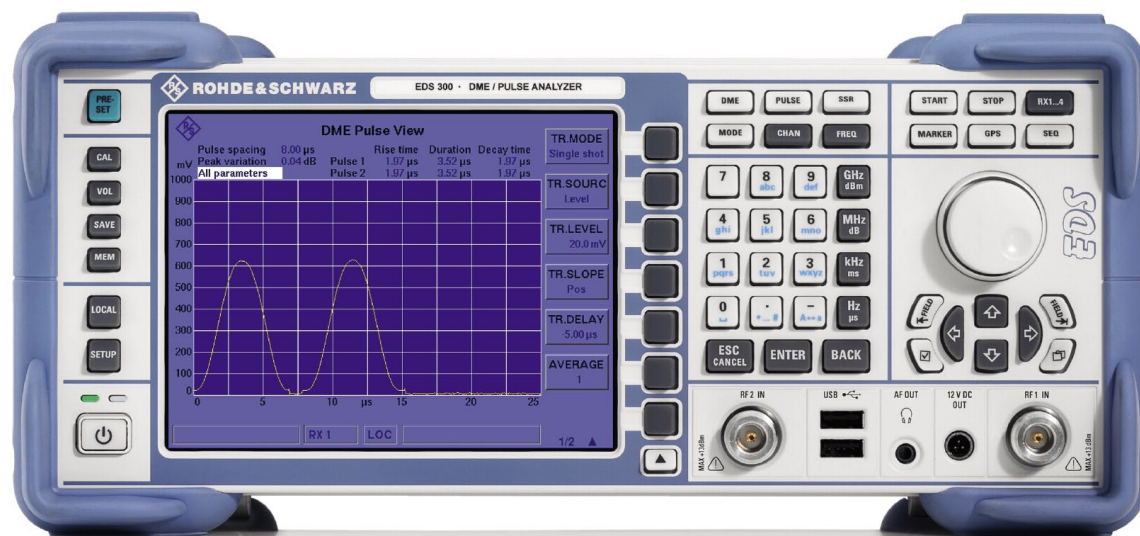 ROHDE&SCHWARZ
EDS 300 · DME / PULSE ANALYZER
PRE-
SET
CAL
VOL
SAVE
MEM
LOCAL
SETUP
DME Pulse View
Pulse spacing 8.00 µs Rise time Duration Decay time
Peak variation 0.04 dB Pulse 1 1.97 µs 3.52 µs 1.97 µs
All parameters Pulse 2 1.97 µs 3.52 µs 1.97 µs
mV
1000
900
800
700
600
500
400
300
200
100
0
0 5 10 µs 15 20 25
RX 1 LOC
1/2 ▲
TR.MODE
Single shot
TR.SOURC
Level
TR.LEVEL
20.0 mV
TR.SLOPE
Pos
TR.DELAY
-5.00 µs
AVERAGE
1
DME PULSE SSR
MODE CHAN FREQ
START STOP RX1...4
MARKER GPS SEQ
7 8 abc 9 def GHz dBm
4 ghi 5 jkl 6 mno MHz dB
1 pqrs 2 tuv 3 wxyz kHz ms
0 . *...# – A↔a Hz µs
ESC CANCEL ENTER BACK
EDS
FIELD FIELD
RF 2 IN
MAX +13 dBm
USB
AF OUT
12 V DC
OUT
RF 1 IN
MAX +13 dBm